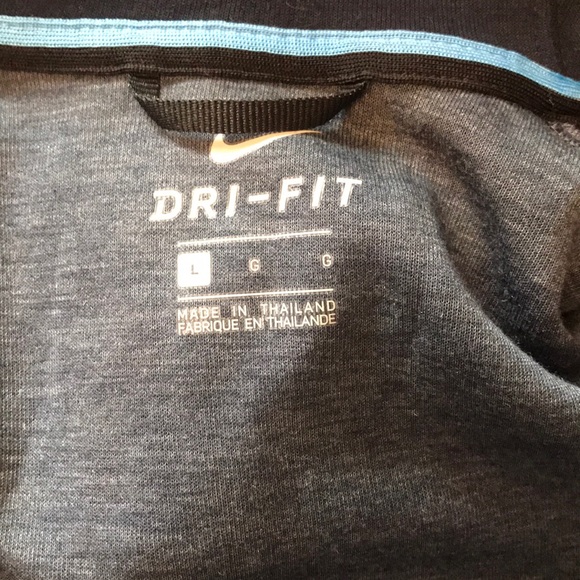 DRI-FIT
L G G
MADE IN THAILAND
FABRIQUE EN THAILANDE